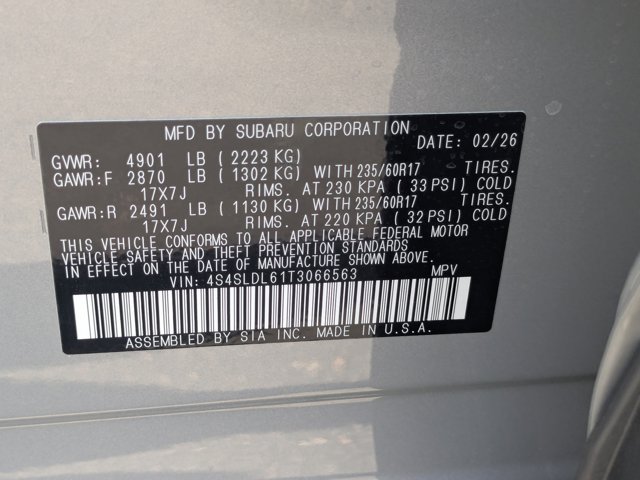 MFD BY SUBARU CORPORATION DATE: 02/26
GVWR: 4901 LB (2223 KG)
GAWR:F 2870 LB (1302 KG) WITH 235/60R17 TIRES.
17X7J RIMS. AT 230 KPA (33 PSI) COLD
GAWR:R 2491 LB (1130 KG) WITH 235/60R17 TIRES.
17X7J RIMS. AT 220 KPA (32 PSI) COLD
THIS VEHICLE CONFORMS TO ALL APPLICABLE FEDERAL MOTOR
VEHICLE SAFETY AND THEFT PREVENTION STANDARDS
IN EFFECT ON THE DATE OF MANUFACTURE SHOWN ABOVE.
VIN: 4S4SLDL61T3066563 MPV
ASSEMBLED BY SIA INC. MADE IN U.S.A.